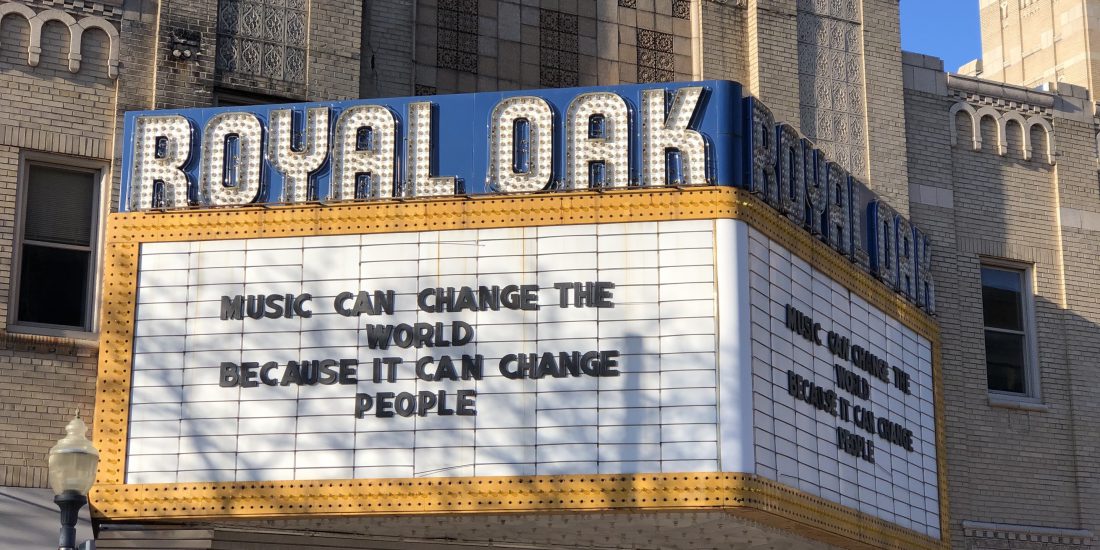 ROYAL OAK
MUSIC CAN CHANGE THE
WORLD
BECAUSE IT CAN CHANGE
PEOPLE
ROYAL OAK
MUSIC CAN CHANGE THE
WORLD
BECAUSE IT CAN CHANGE
PEOPLE